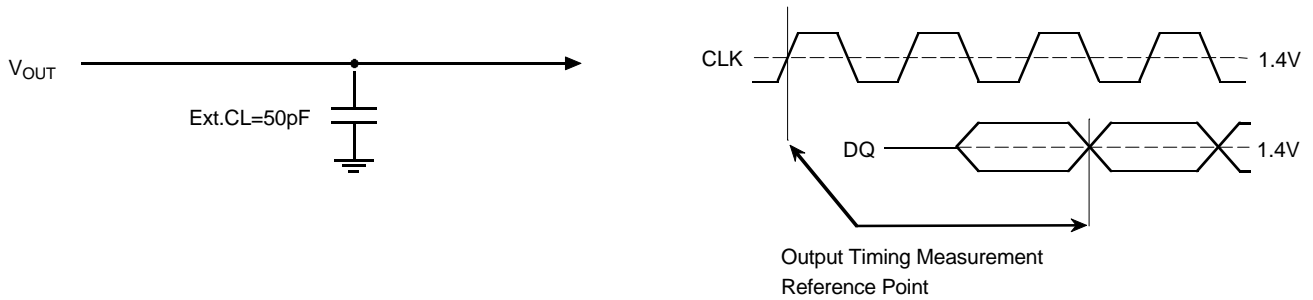 VOUT
Ext.CL=50pF
CLK
1.4V
DQ
1.4V
Output Timing Measurement
Reference Point